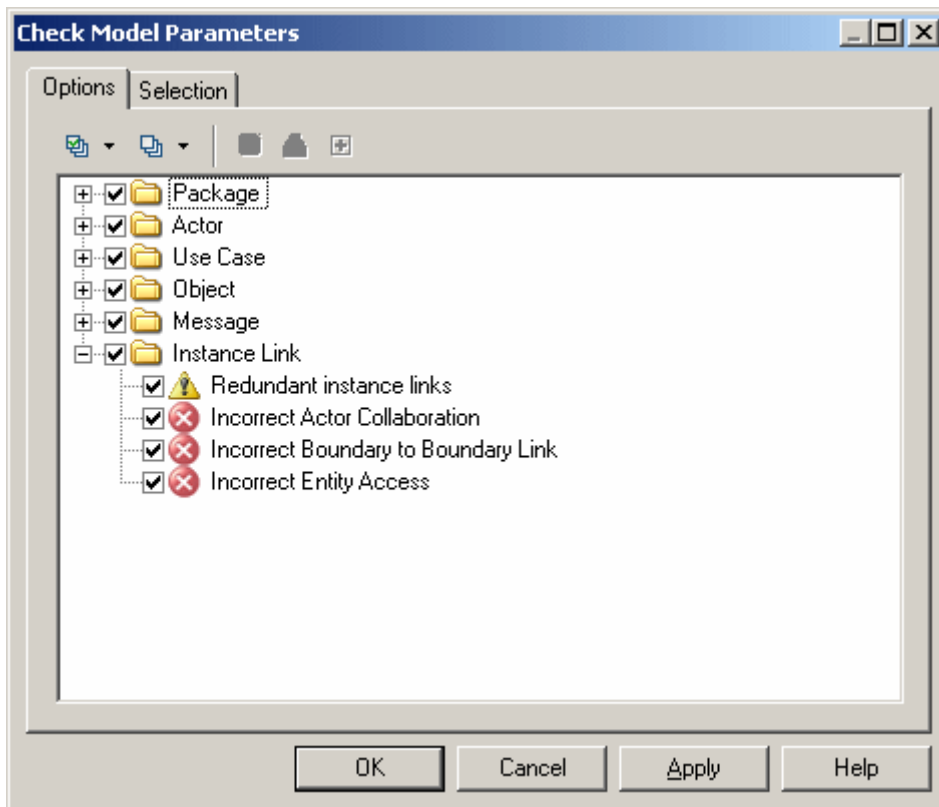 Check Model Parameters
Options
Selection
Package
Actor
Use Case
Object
Message
Instance Link
Redundant instance links
Incorrect Actor Collaboration
Incorrect Boundary to Boundary Link
Incorrect Entity Access
OK
Cancel
Apply
Help